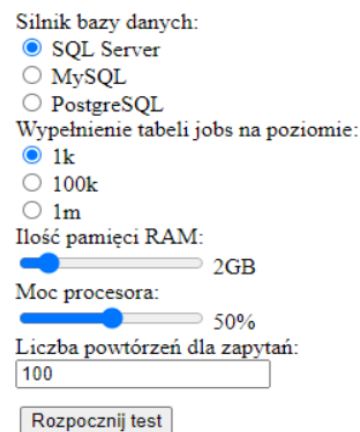 Silnik bazy danych:
SQL Server
MySQL
PostgreSQL
Wypełnienie tabeli jobs na poziomie:
1k
100k
1m
Ilość pamięci RAM:
2GB
Moc procesora:
50%
Liczba powtórzeń dla zapytań:
100
Rozpocznij test